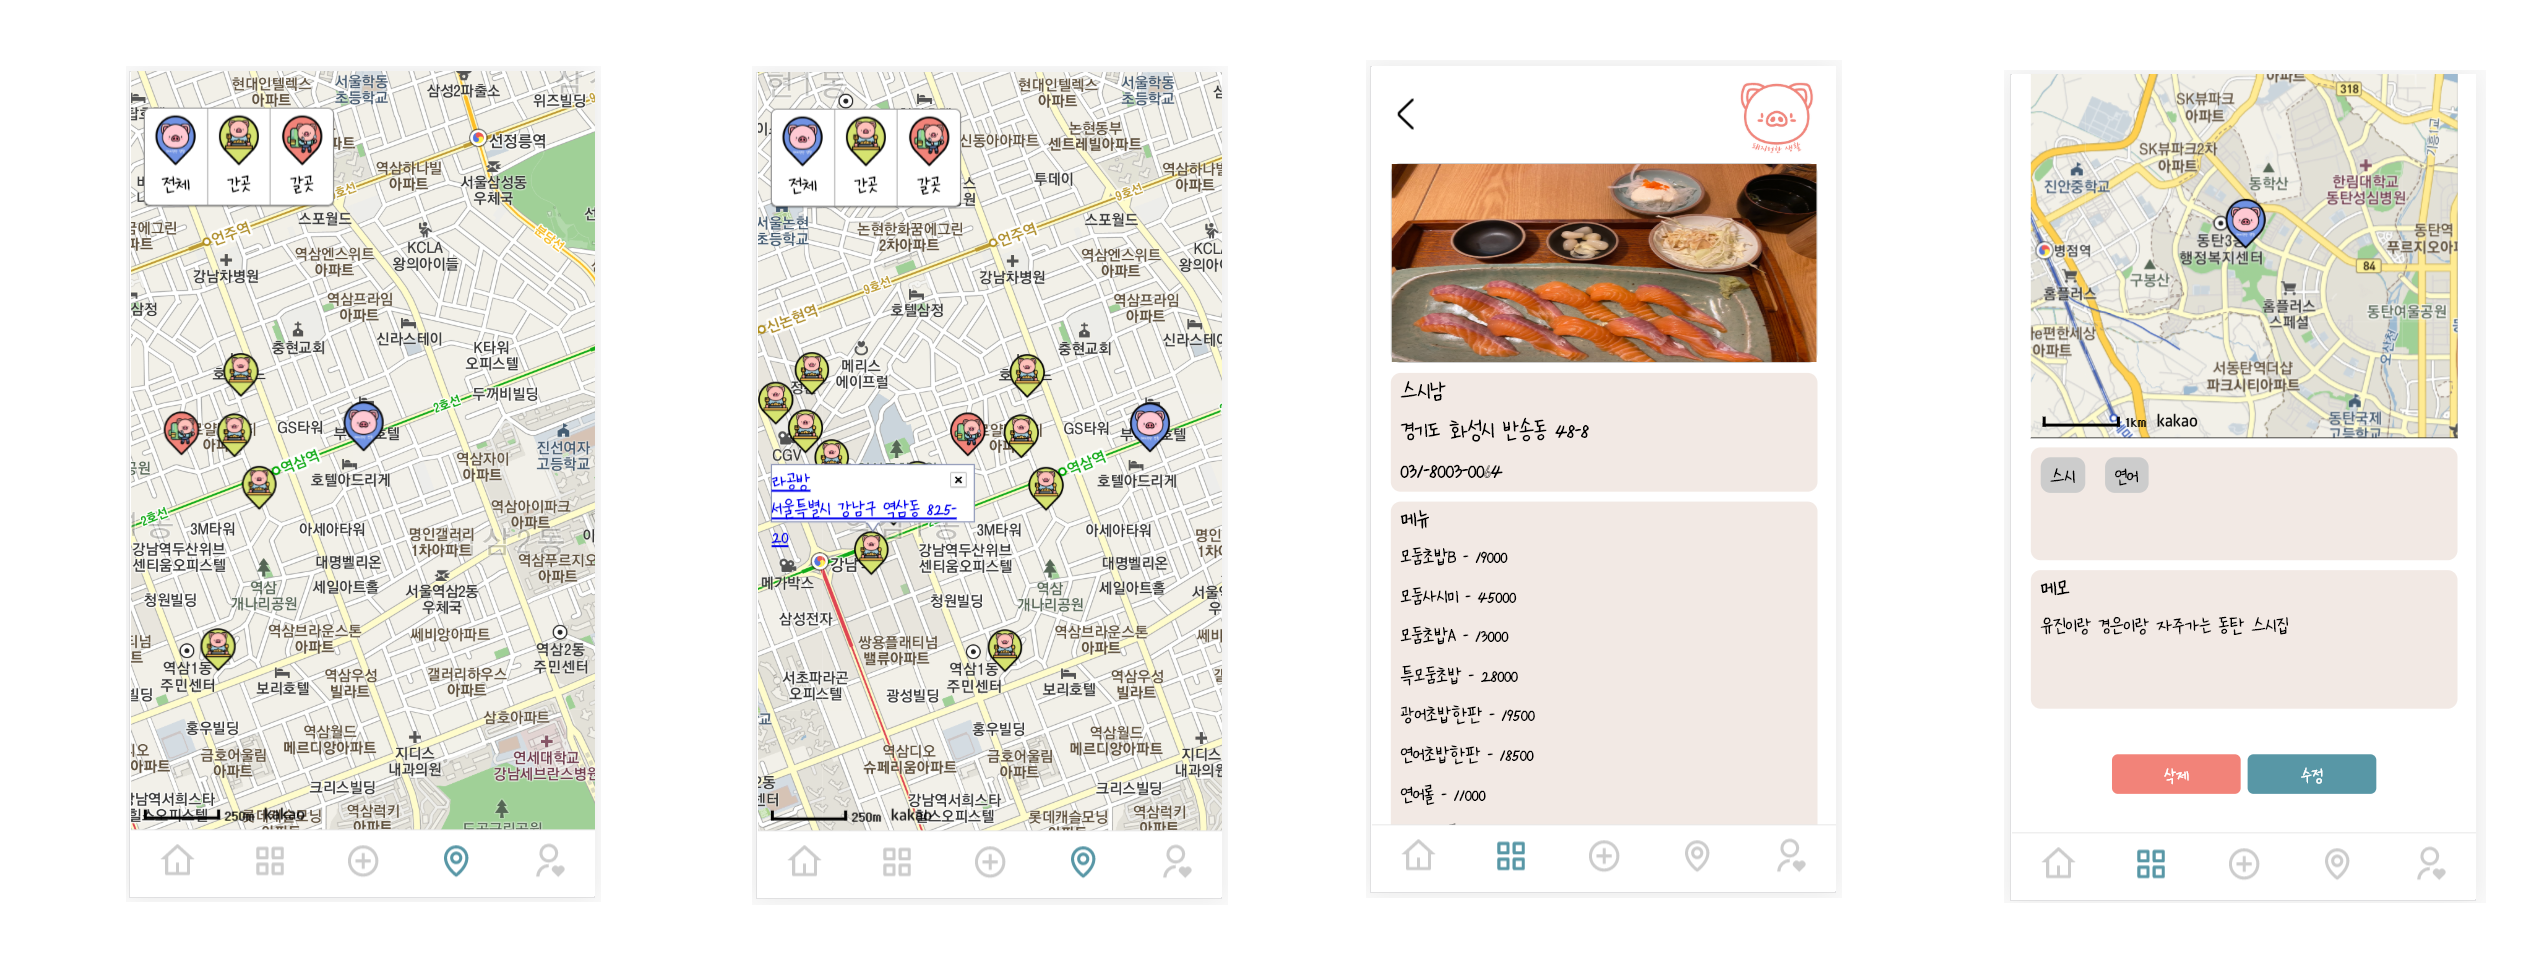 현대인텔렉스
아파트
서울학동
초등학교
삼성2파출소
위즈빌딩
선정릉역
전체
간곳
갈곳
역삼하나빌
아파트
서울삼성동
우체국
스포월드
언주역
KCLA
왕의아이들
분당선
역삼엔스위트
아파트
강남차병원
역삼프라임
아파트
중현교회
신라스테이
K타워
오피스텔
두꺼비빌딩
2호선
GS타워
역삼역
호텔아드리게
역삼자이
아파트
진선여자
고등학교
역삼아이파크
아파트
2호선
3M타워
아세아타워
명인갤러리
1차아파트
삼2동
강남역두산위브
센티움오피스텔
대명벨리온
역삼푸르지오
아파트
역삼
개나리공원
세일아트홀
서울역삼2동
우체국
청원빌딩
역삼브라운스톤
아파트
쎄비앙아파트
역삼1동
주민센터
역삼2동
주민센터
보리호텔
역삼우성
빌라트
갤러리하우스
아파트
삼호아파트
홍우빌딩
역삼월드
메르디앙아파트
금호어울림
아파트
지디스
내과의원
연세대학교
강남세브란스병원
크리스빌딩
강남역서희스타
힐스오피스텔
역삼럭키
아파트
250m
kakao
현대인텔렉스
아파트
서울학동
초등학교
전체
간곳
갈곳
신동아아파트
논현동부
센트레빌아파트
투데이
역삼하나빌
아파트
9호선
스포월드
서울논현
초등학교
논현한화꿈에그린
2차아파트
언주역
강남차병원
역삼엔스위트
아파트
9호선
호텔삼정
신논현역
역삼프라임
아파트
메리스
에이프럴
중현교회
CGV
GS타워
역삼역
호텔아드리게
라공방
서울특별시 강남구 역삼동 825-
20
3M타워
아세아타워
강남역두산위브
센티움오피스텔
대명벨리온
메가박스
역삼
개나리공원
세일아트홀
청원빌딩
삼성전자
쌍용플래티넘
밸류아파트
역삼브라운스톤
아파트
역삼1동
주민센터
서초파라곤
오피스텔
광성빌딩
보리호텔
역삼우성
빌라트
홍우빌딩
역삼월드
메르디앙아파트
역삼디오
슈페리움아파트
금호어울림
아파트
지디스
내과의원
크리스빌딩
강남역서희스타
힐스오피스텔
롯데캐슬모닝
아파트
역삼럭키
아파트
250m
kakao
스시남
경기도 화성시 반송동 48-8
031-8003-0064
메뉴
모둠초밥B - 19000
모둠사시미 - 45000
모둠초밥A - 13000
특모둠초밥 - 28000
광어초밥한판 - 19500
연어초밥한판 - 18500
연어롤 - 11000
아파트
318
SK뷰파크
아파트
SK뷰파크2차
아파트
진안중학교
동학산
한림대학교
동탄성심병원
병점역
행정복지센터
동탄역
84
구봉산
홈플러스
홈플러스
스페셜
동탄여울공원
오산천
서동탄역더샵
파크시티아파트
동탄국제
고등학교
1km
kakao
스시
연어
메모
유진이랑 경은이랑 자주가는 동탄 스시집
삭제
수정